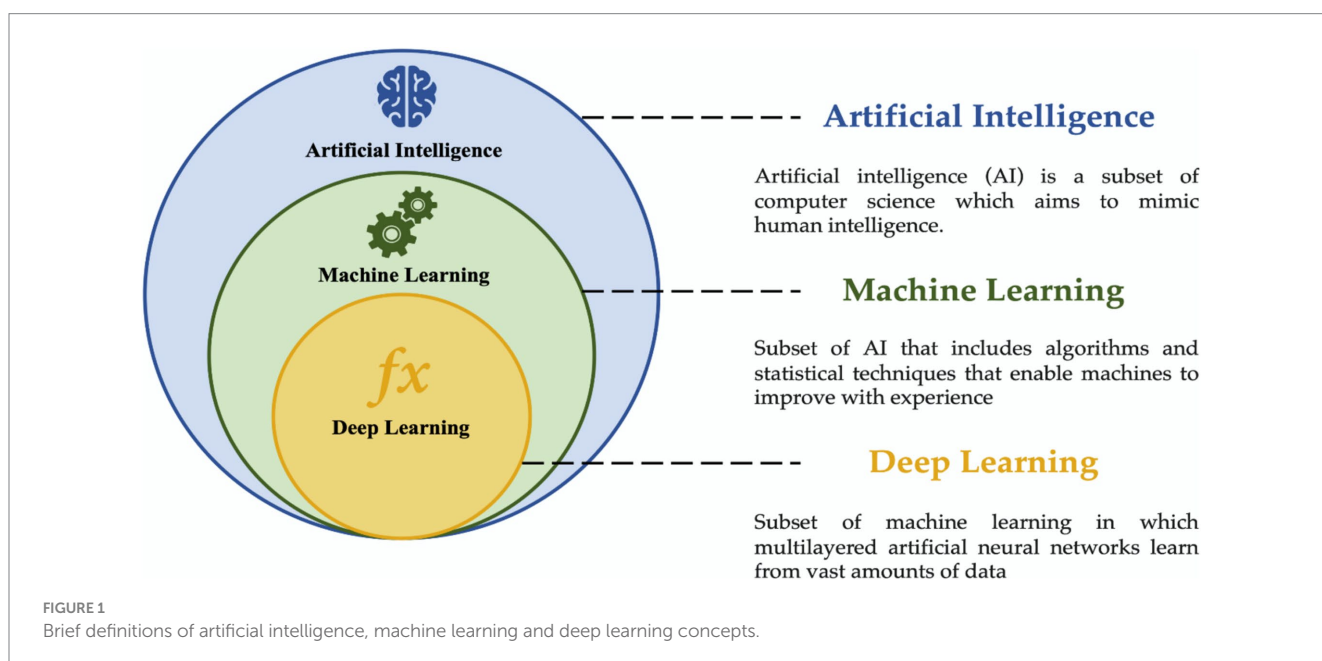 Artificial Intelligence
Machine Learning
fx
Deep Learning
Artificial Intelligence
Artificial intelligence (AI) is a subset of
computer science which aims to mimic
human intelligence.
Machine Learning
Subset of AI that includes algorithms and
statistical techniques that enable machines to
improve with experience
Deep Learning
Subset of machine learning in which
multilayered artificial neural networks learn
from vast amounts of data
FIGURE 1
Brief definitions of artificial intelligence, machine learning and deep learning concepts.